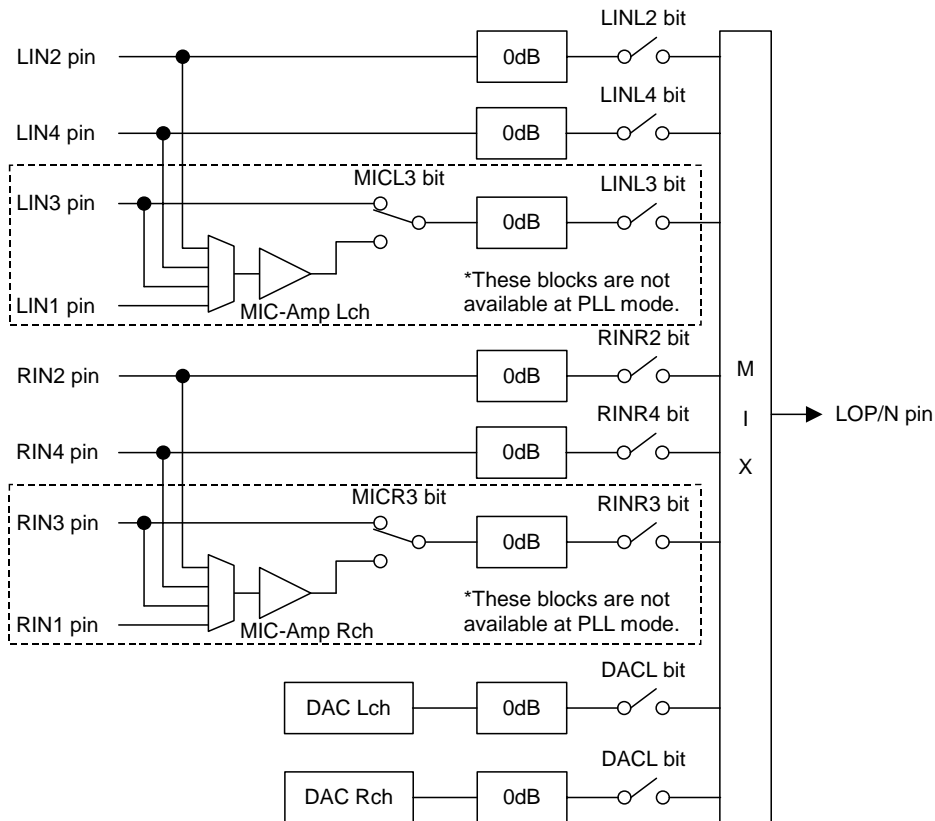 LINL2 bit
LIN2 pin
0dB
LINL4 bit
LIN4 pin
0dB
MICL3 bit
LINL3 bit
LIN3 pin
0dB
*These blocks are not
available at PLL mode.
LIN1 pin
MIC-Amp Lch
RINR2 bit
RIN2 pin
0dB
M
I
X
LOP/N pin
RINR4 bit
RIN4 pin
0dB
MICR3 bit
RINR3 bit
RIN3 pin
0dB
*These blocks are not
available at PLL mode.
RIN1 pin
MIC-Amp Rch
DACL bit
DAC Lch
0dB
DACL bit
DAC Rch
0dB